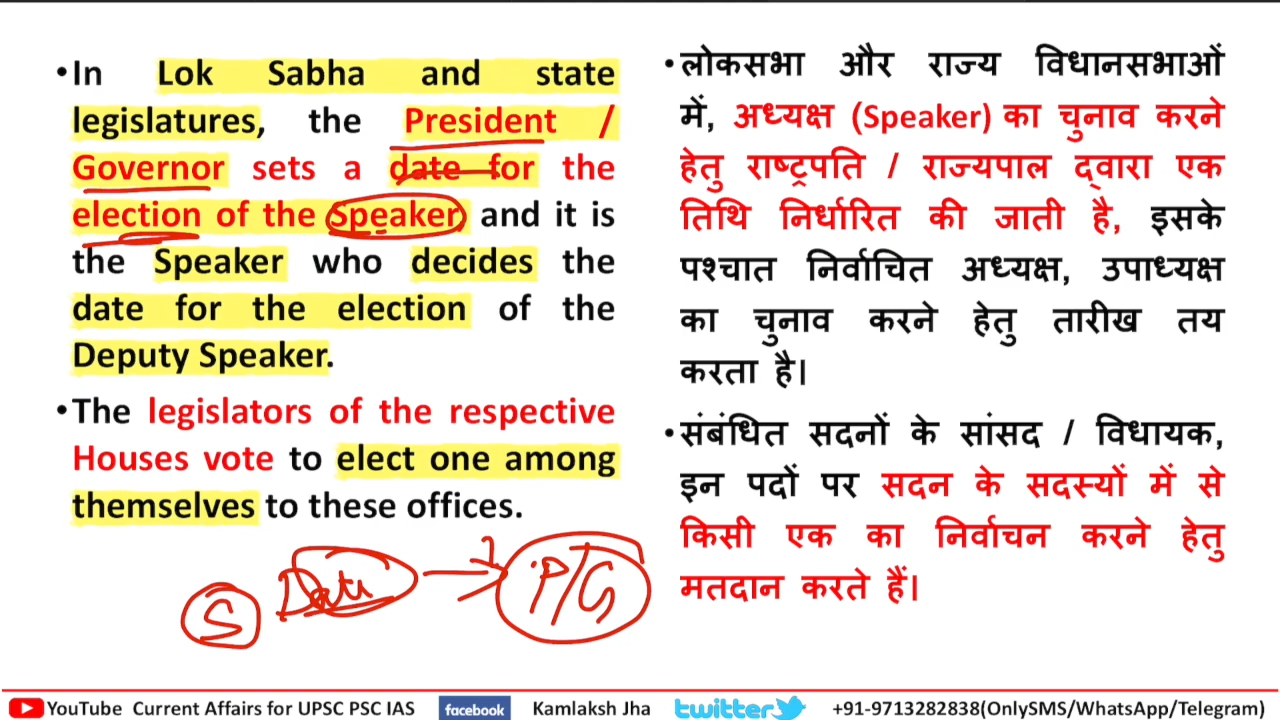 •In Lok Sabha and state
legislatures, the President /
Governor sets a date for the
election of the Speaker and it is
the Speaker who decides the
date for the election of the
Deputy Speaker.
•The legislators of the respective
Houses vote to elect one among
themselves to these offices.
S Date P/G
•लोकसभा और राज्य विधानसभाओं
में, अध्यक्ष (Speaker) का चुनाव करने
हेतु राष्ट्रपति / राज्यपाल द्वारा एक
तिथि निर्धारित की जाती है, इसके
पश्चात निर्वाचित अध्यक्ष, उपाध्यक्ष
का चुनाव करने हेतु तारीख तय
करता है।
•संबंधित सदनों के सांसद / विधायक,
इन पदों पर सदन के सदस्यों में से
किसी एक का निर्वाचन करने हेतु
मतदान करते हैं।
YouTube Current Affairs for UPSC PSC IAS facebook Kamlaksh Jha twitter +91-9713282838(OnlySMS/WhatsApp/Telegram)